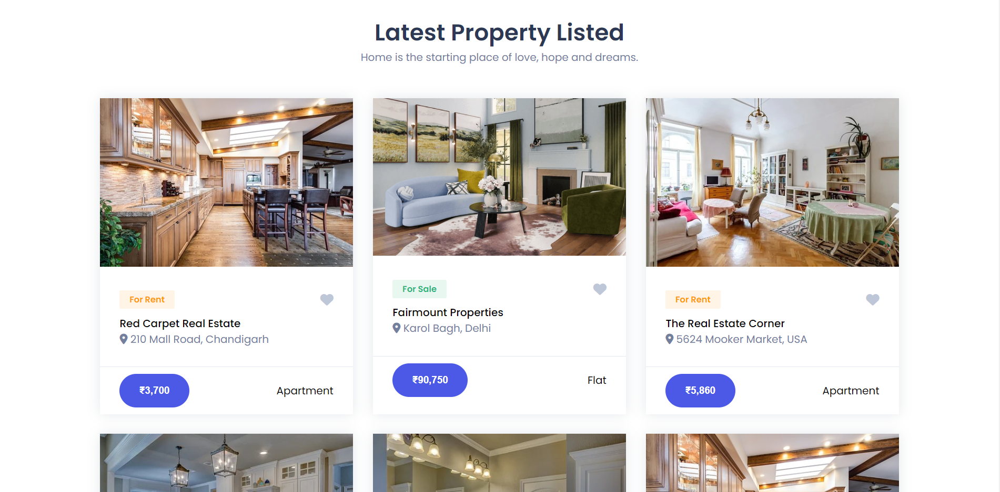 Latest Property Listed
Home is the starting place of love, hope and dreams.
For Rent
Red Carpet Real Estate
210 Mall Road, Chandigarh
₹3,700
Apartment
For Sale
Fairmount Properties
Karol Bagh, Delhi
₹90,750
Flat
For Rent
The Real Estate Corner
5624 Mooker Market, USA
₹5,860
Apartment